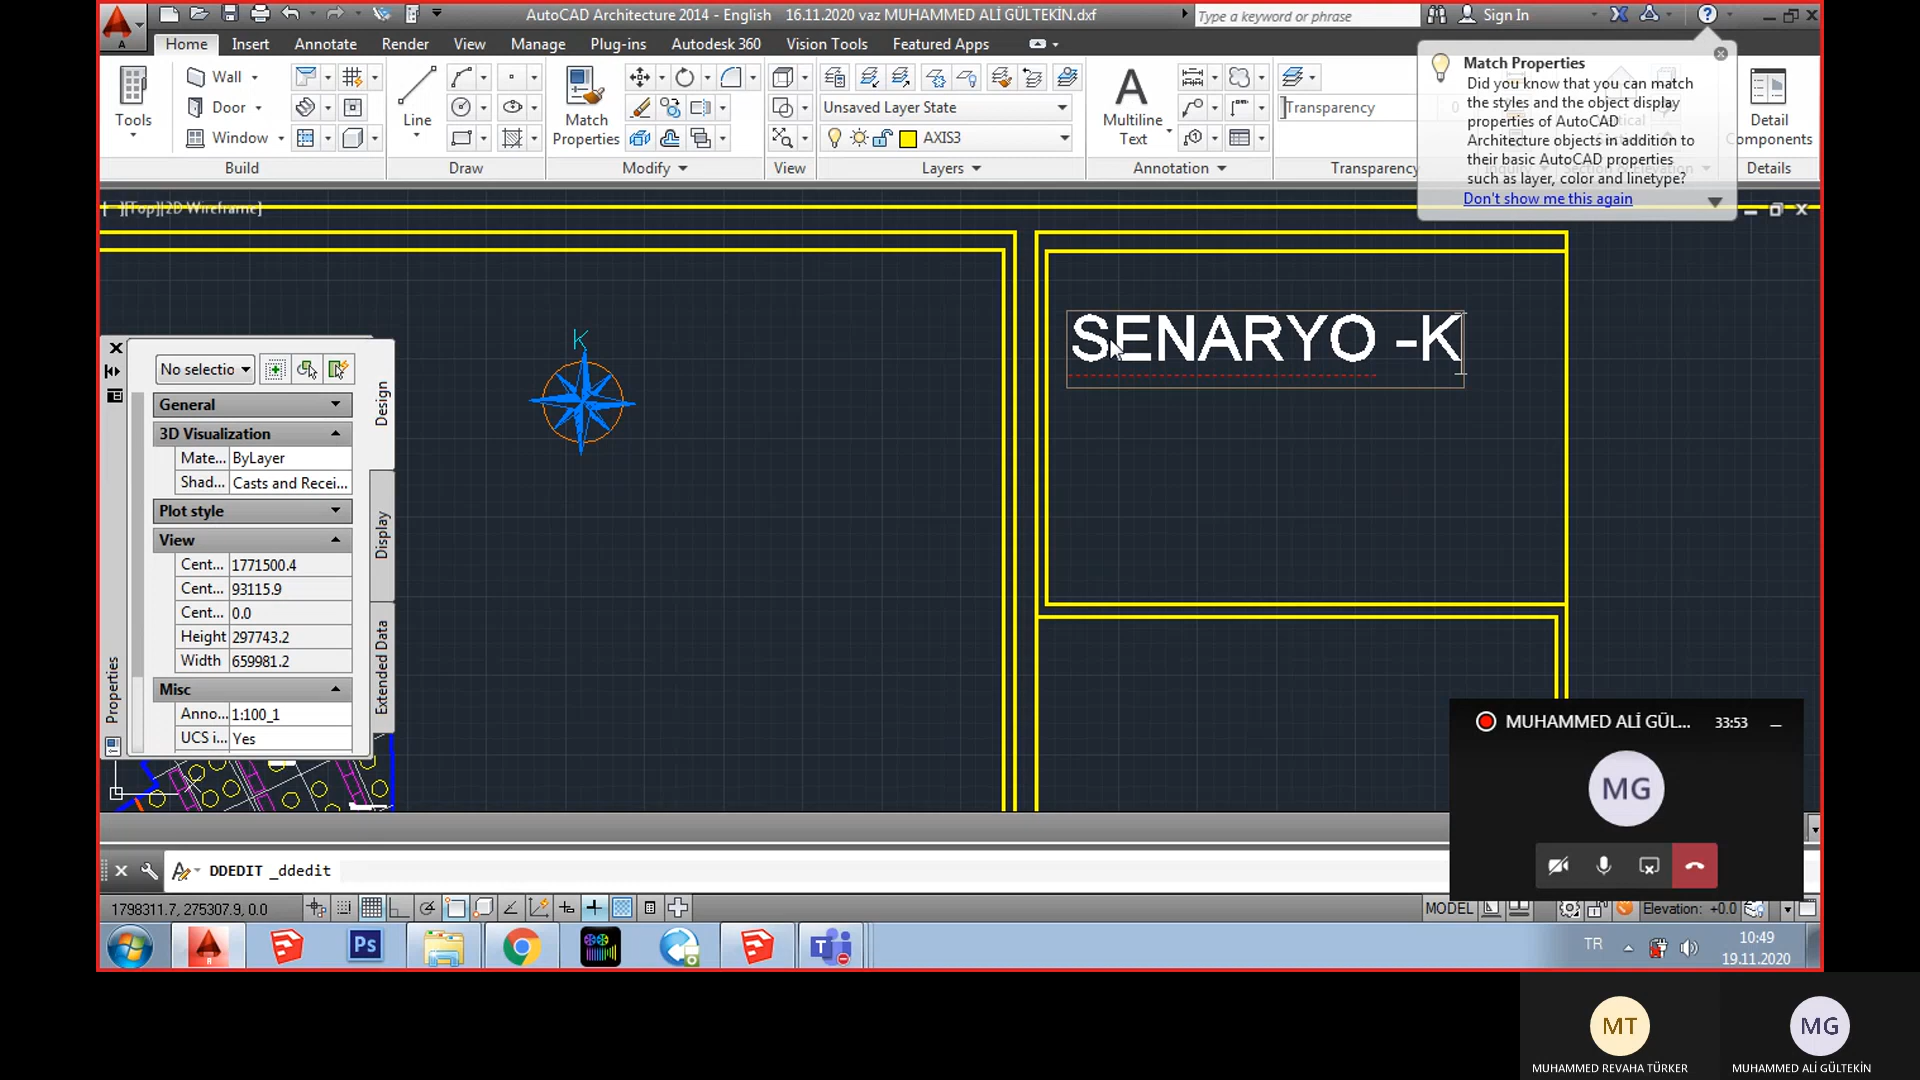 AutoCAD Architecture 2014 - English 16.11.2020 vaz MUHAMMED ALİ GÜLTEKİN.dxf
Type a keyword or phrase
Sign In
Home Insert Annotate Render View Manage Plug-ins Autodesk 360 Vision Tools Featured Apps
Tools
Wall
Door
Window
Build
Line
Draw
Match
Properties
Modify
View
Unsaved Layer State
AXIS3
Layers
A
Multiline
Text
Annotation
Transparency
Transparency
Match Properties
Did you know that you can match
the styles and the object display
properties of AutoCAD
Architecture objects in addition to
their basic AutoCAD properties
such as layer, color and linetype?
Don't show me this again
Detail
Components
Details
[Top][2D Wireframe]
K
SENARYO -K
No selectio
General
3D Visualization
Mate... ByLayer
Shad... Casts and Recei...
Plot style
View
Cent... 1771500.4
Cent... 93115.9
Cent... 0.0
Height 297743.2
Width 659981.2
Misc
Anno... 1:100_1
UCS i... Yes
Design
Display
Extended Data
Properties
MUHAMMED ALİ GÜL... 33:53
MG
DDEDIT _ddedit
1798311.7, 275307.9, 0.0
MODEL
Elevation: +0.0
Ps
TR
10:49
19.11.2020
MT
MUHAMMED REVAHA TÜRKER
MG
MUHAMMED ALİ GÜLTEKİN